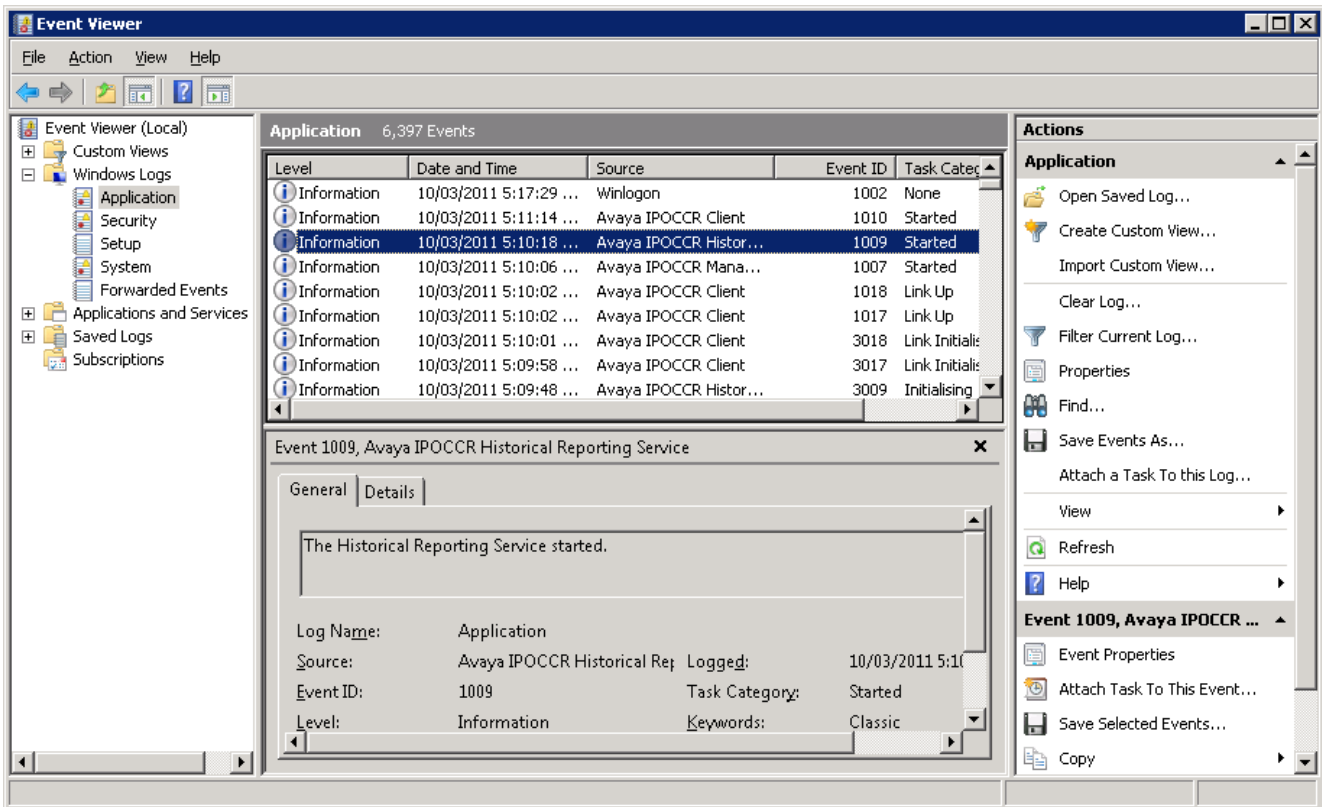 Event Viewer
File Action View Help
Event Viewer (Local)
Custom Views
Windows Logs
Application
Security
Setup
System
Forwarded Events
Applications and Services
Saved Logs
Subscriptions
Application 6,397 Events
Level Date and Time Source Event ID Task Categ
Information 10/03/2011 5:17:29 ... Winlogon 1002 None
Information 10/03/2011 5:11:14 ... Avaya IPOCCR Client 1010 Started
Information 10/03/2011 5:10:18 ... Avaya IPOCCR Histor... 1009 Started
Information 10/03/2011 5:10:06 ... Avaya IPOCCR Mana... 1007 Started
Information 10/03/2011 5:10:02 ... Avaya IPOCCR Client 1018 Link Up
Information 10/03/2011 5:10:02 ... Avaya IPOCCR Client 1017 Link Up
Information 10/03/2011 5:10:01 ... Avaya IPOCCR Client 3018 Link Initialis
Information 10/03/2011 5:09:58 ... Avaya IPOCCR Client 3017 Link Initialis
Information 10/03/2011 5:09:48 ... Avaya IPOCCR Histor... 3009 Initialising
Event 1009, Avaya IPOCCR Historical Reporting Service
General Details
The Historical Reporting Service started.
Log Name: Application
Source: Avaya IPOCCR Historical Rep Logged: 10/03/2011 5:10
Event ID: 1009 Task Category: Started
Level: Information Keywords: Classic
Actions
Application
Open Saved Log...
Create Custom View...
Import Custom View...
Clear Log...
Filter Current Log...
Properties
Find...
Save Events As...
Attach a Task To this Log...
View
Refresh
Help
Event 1009, Avaya IPOCCR ...
Event Properties
Attach Task To This Event...
Save Selected Events...
Copy